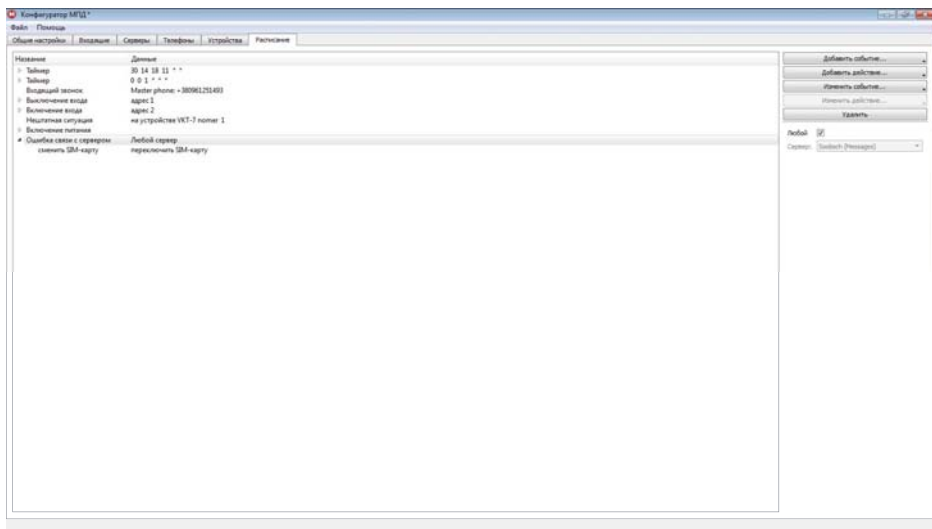 Конфигуратор МПД *
Файл Помощь
Общие настройки Входящие Серверы Телефоны Устройства Расписание
Название Данные
Таймер 30 14 18 11 * *
Таймер 0 0 1 * * *
Входящий звонок Master phone: +380961251493
Выключение входа адрес 1
Включение входа адрес 2
Нештатная ситуация на устройстве VKT-7 nomer 1
Включение питания
Ошибка связи с сервером Любой сервер
сменить SIM-карту переключить SIM-карту
Добавить событие...
Добавить действие...
Изменить событие...
Изменить действие...
Удалить
Любой
Сервер: (Messages)